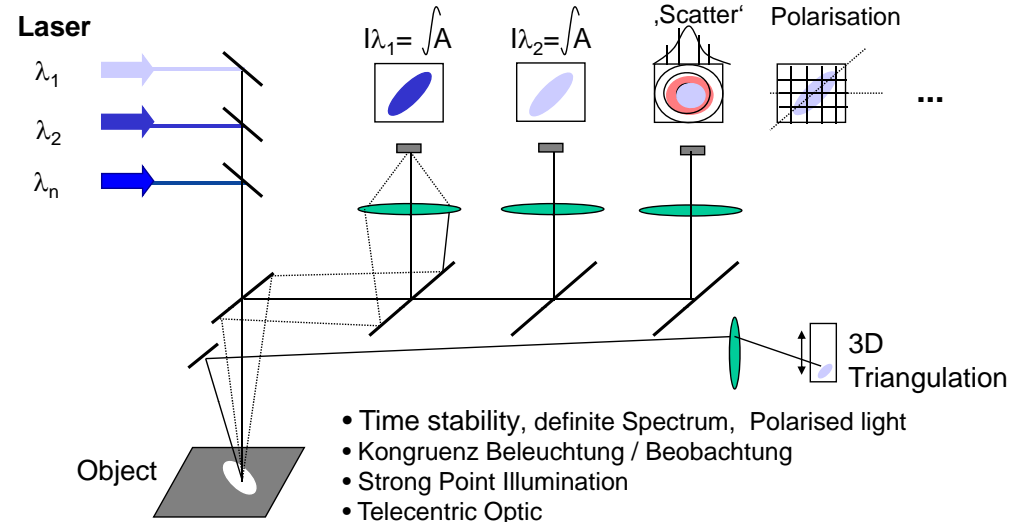 Laser
λ1
λ2
λn
Iλ1= ∫A
Iλ2= ∫A
‚Scatter‘
Polarisation
...
3D
Triangulation
Object
• Time stability, definite Spectrum, Polarised light
• Kongruenz Beleuchtung / Beobachtung
• Strong Point Illumination
• Telecentric Optic